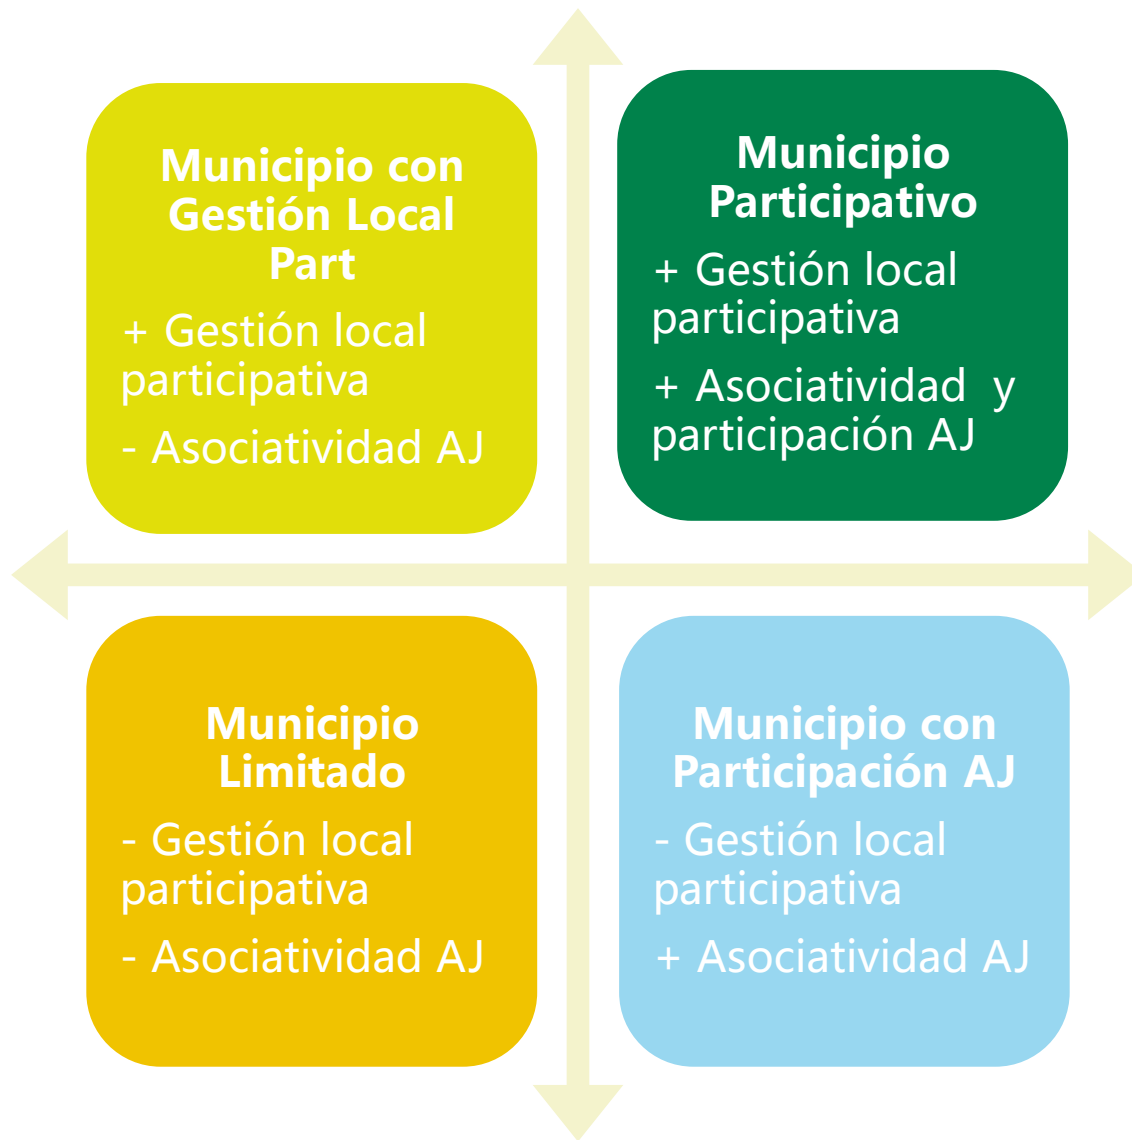 Municipio con
Gestión Local
Part
+ Gestión local
participativa
- Asociatividad AJ
Municipio
Participativo
+ Gestión local
participativa
+ Asociatividad y
participación AJ
Municipio
Limitado
- Gestión local
participativa
- Asociatividad AJ
Municipio con
Participación AJ
- Gestión local
participativa
+ Asociatividad AJ